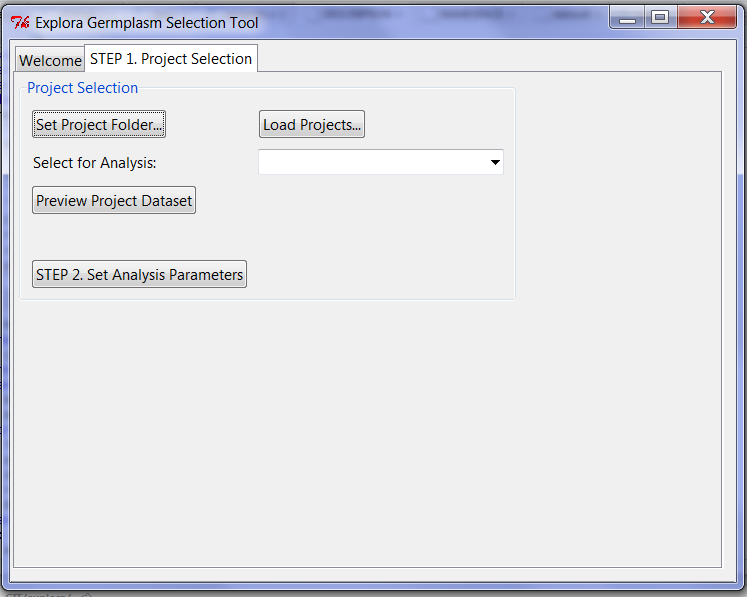 Explora Germplasm Selection Tool
Welcome STEP 1. Project Selection
Project Selection
Set Project Folder... Load Projects...
Select for Analysis:
Preview Project Dataset
STEP 2. Set Analysis Parameters